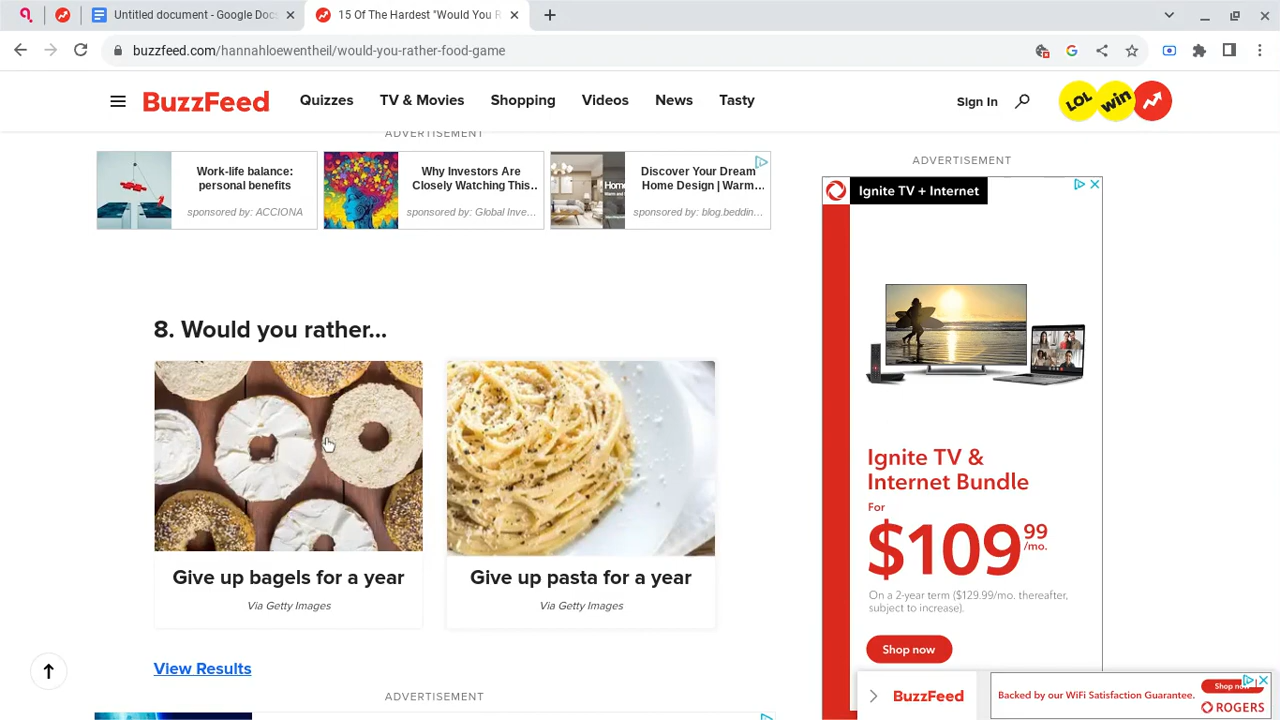 Untitled document - Google Docs
15 Of The Hardest "Would You R
buzzfeed.com/hannahloewentheil/would-you-rather-food-game
BuzzFeed
Quizzes
TV & Movies
Shopping
Videos
News
Tasty
Sign In
LOL
win
ADVERTISEMENT
Work-life balance:
personal benefits
sponsored by: ACCIONA
Why Investors Are
Closely Watching This..
sponsored by: Global Inve...
Hom
Discover Your Dream
Home Design | Warm...
sponsored by: blog.beddin...
ADVERTISEMENT
Ignite TV + Internet
8. Would you rather...
Give up bagels for a year
Via Getty Images
Give up pasta for a year
Via Getty Images
View Results
ADVERTISEMENT
Ignite TV &
Internet Bundle
For
$109 99
/mo.
On a 2-year term ($129.99/mo. thereafter,
subject to increase).
Shop now
BuzzFeed
Backed by our WiFi Satisfaction Guarantee.
Shop now
ROGERS